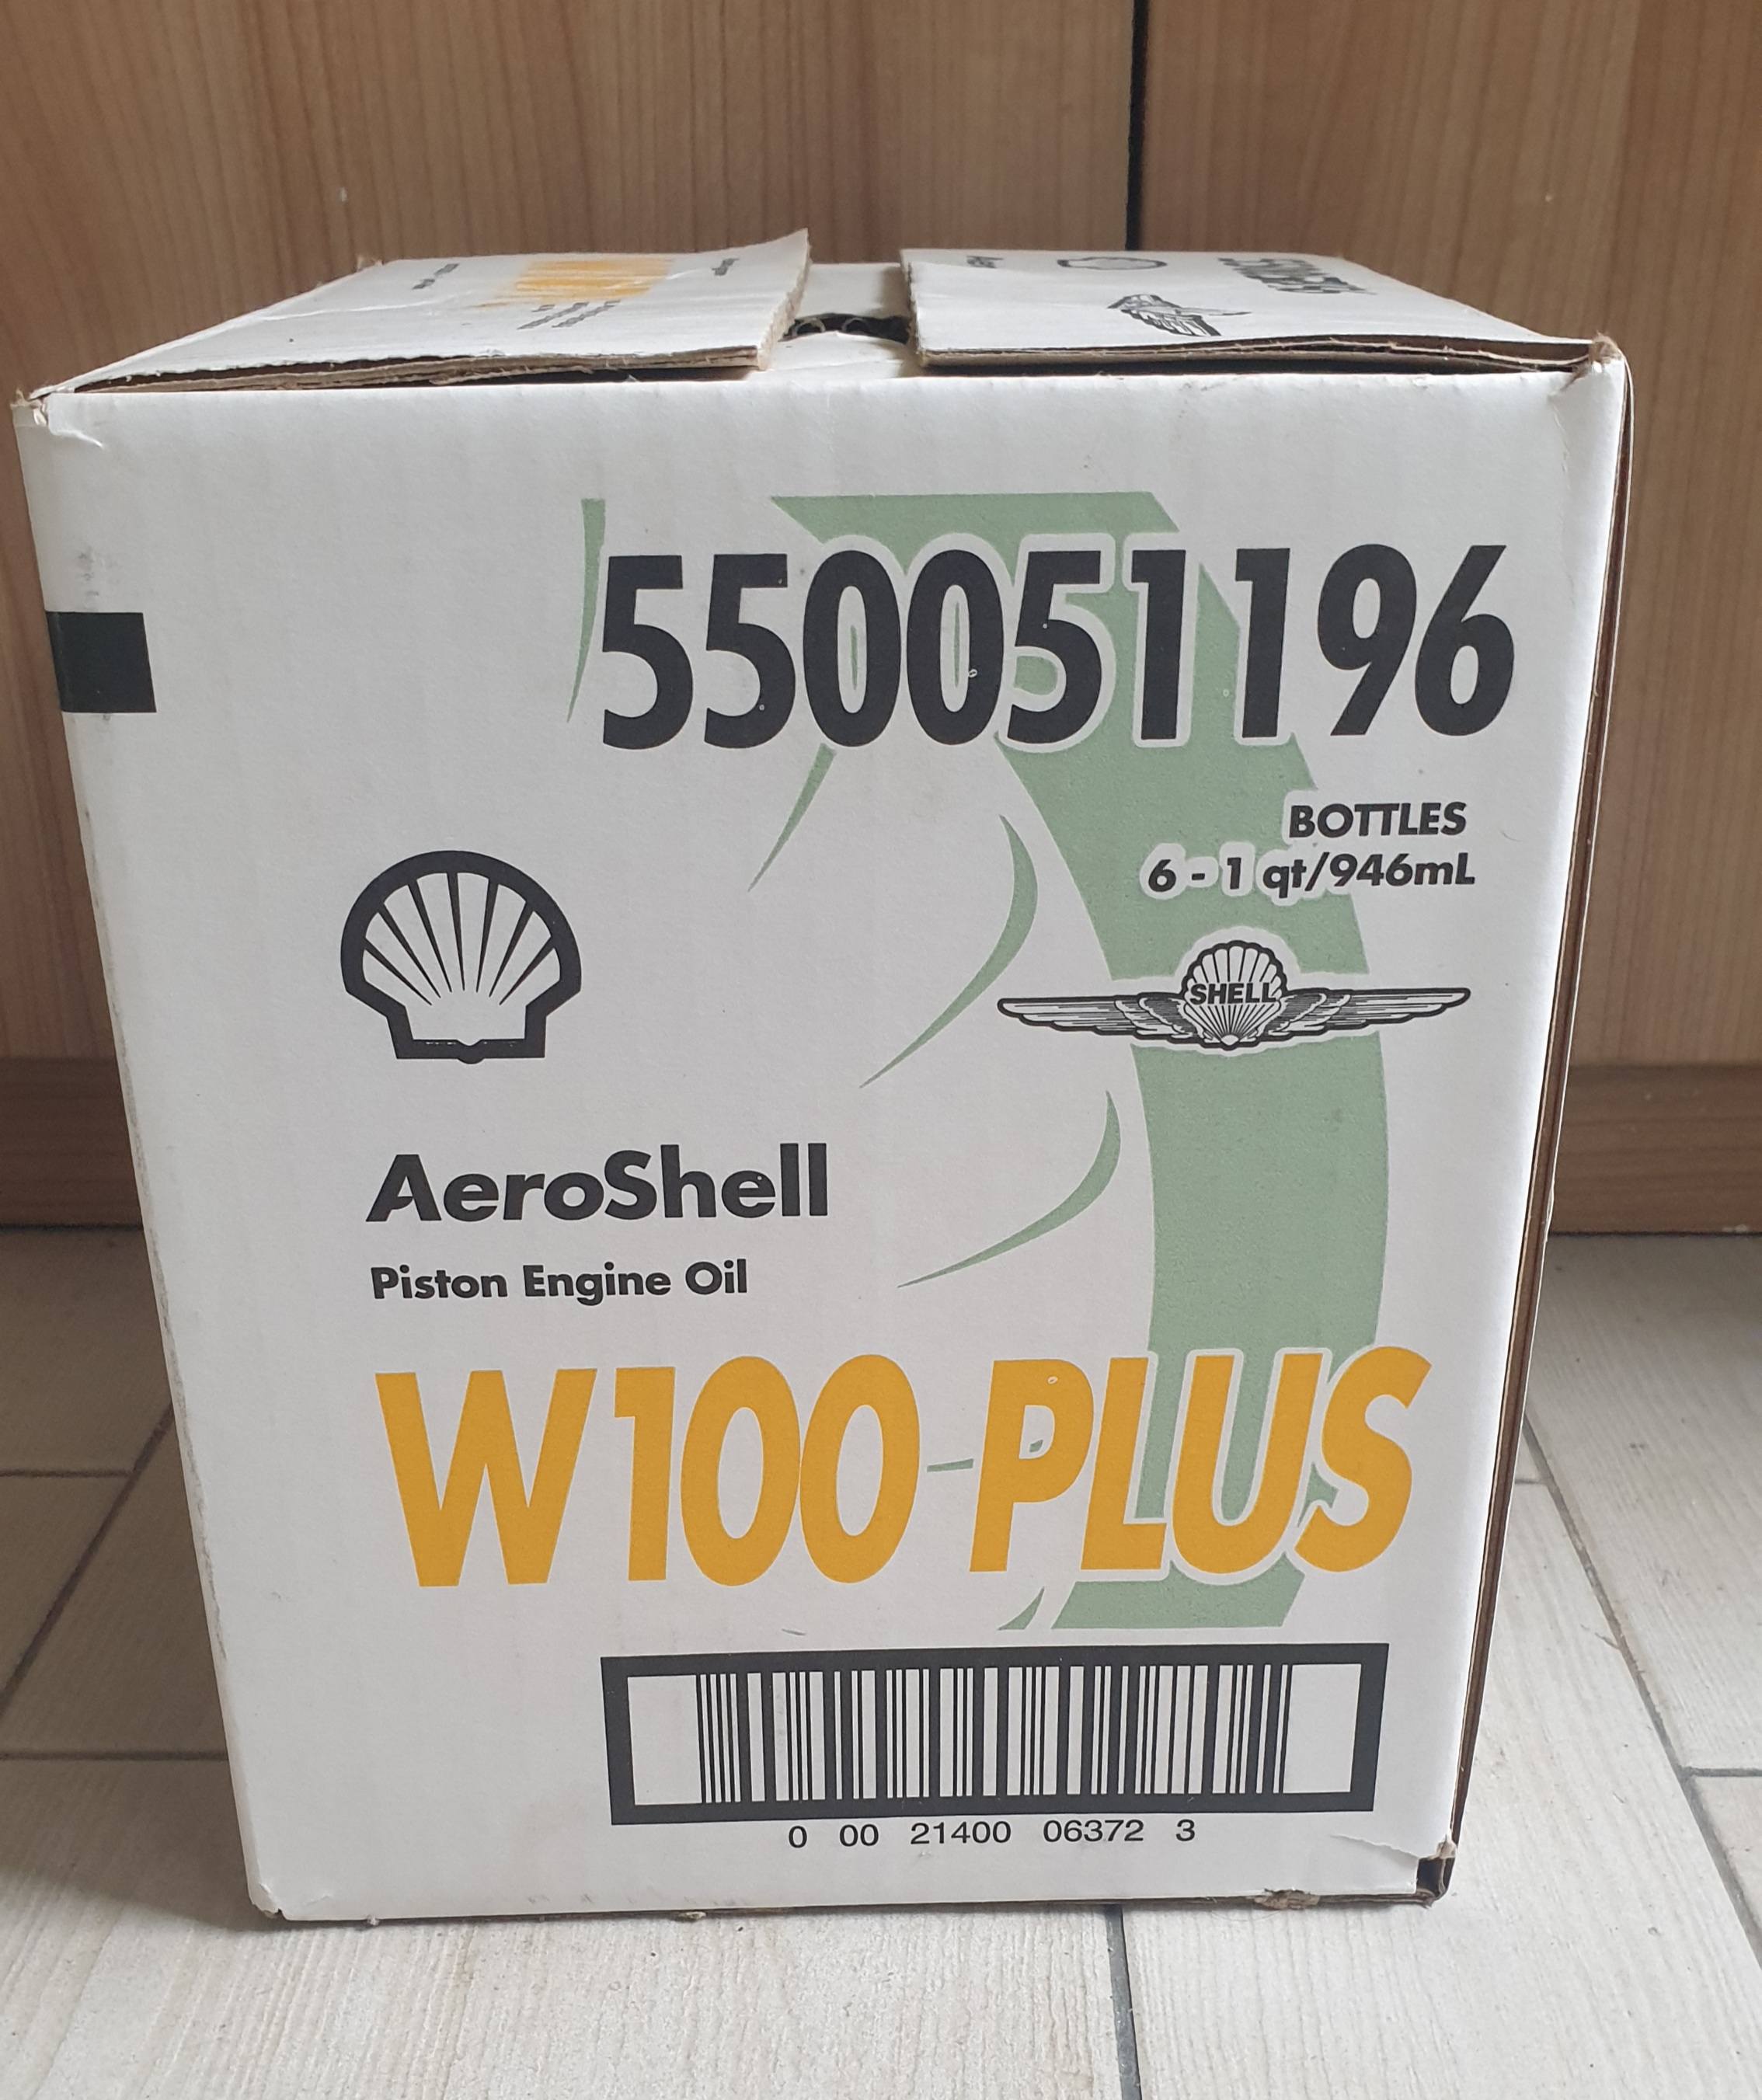 550051196
BOTTLES
6 - 1 qt/946mL
SHELL
AeroShell
Piston Engine Oil
W100-PLUS
0 00 21400 06372 3